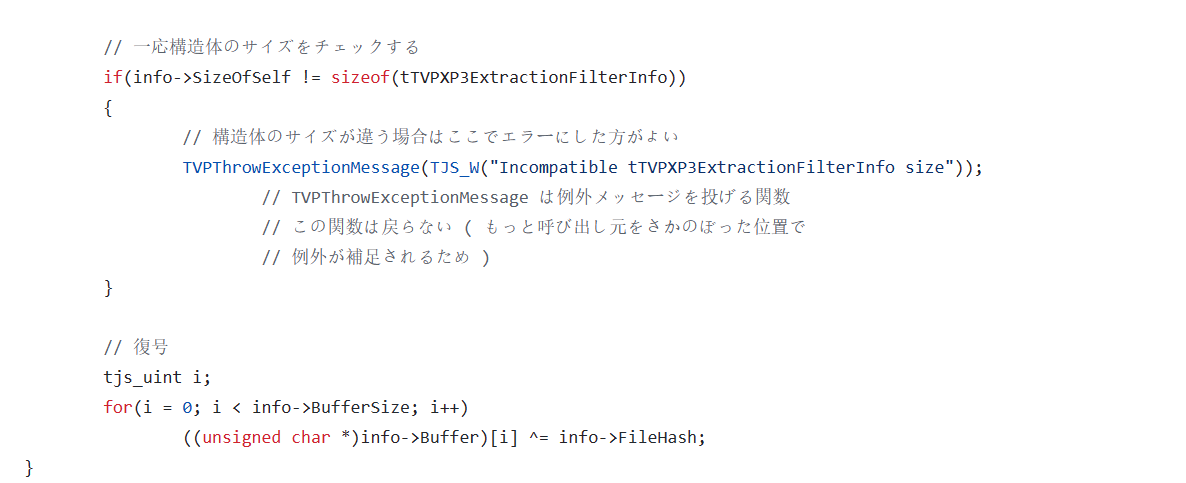 // 一応構造体のサイズをチェックする
if(info->SizeOfSelf != sizeof(tTVPXP3ExtractionFilterInfo))
{
// 構造体のサイズが違う場合はここでエラーにした方がよい
TVPThrowExceptionMessage(TJS_W("Incompatible tTVPXP3ExtractionFilterInfo size"));
// TVPThrowExceptionMessage は例外メッセージを投げる関数
// この関数は戻らない ( もっと呼び出し元をさかのぼった位置で
// 例外が補足されるため )
}
// 復号
tjs_uint i;
for(i = 0; i < info->BufferSize; i++)
((unsigned char *)info->Buffer)[i] ^= info->FileHash;
}